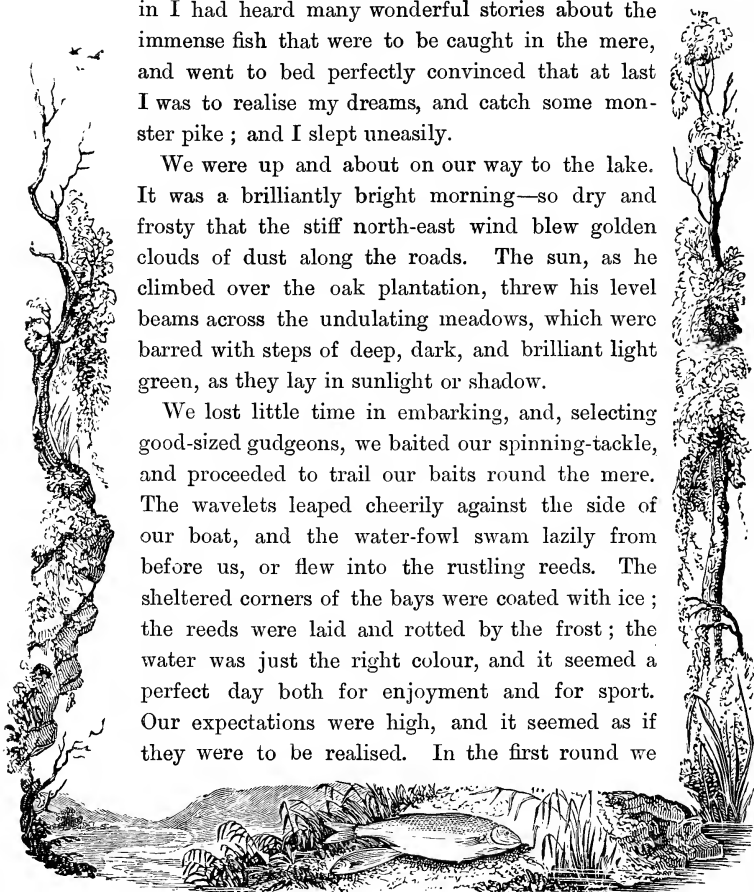 in I had heard many wonderful stories about the
immense fish that were to be caught in the mere,
and went to bed perfectly convinced that at last
I was to realise my dreams, and catch some mon-
ster pike ; and I slept uneasily.
We were up and about on our way to the lake.
It was a brilliantly bright morning—so dry and
frosty that the stiff north-east wind blew golden
clouds of dust along the roads. The sun, as he
climbed over the oak plantation, threw his level
beams across the undulating meadows, which were
barred with steps of deep, dark, and brilliant light
green, as they lay in sunlight or shadow.
We lost little time in embarking, and, selecting
good-sized gudgeons, we baited our spinning-tackle,
and proceeded to trail our baits round the mere.
The wavelets leaped cheerily against the side of
our boat, and the water-fowl swam lazily from
before us, or flew into the rustling reeds. The
sheltered corners of the bays were coated with ice ;
the reeds were laid and rotted by the frost ; the
water was just the right colour, and it seemed a
perfect day both for enjoyment and for sport.
Our expectations were high, and it seemed as if
they were to be realised. In the first round we